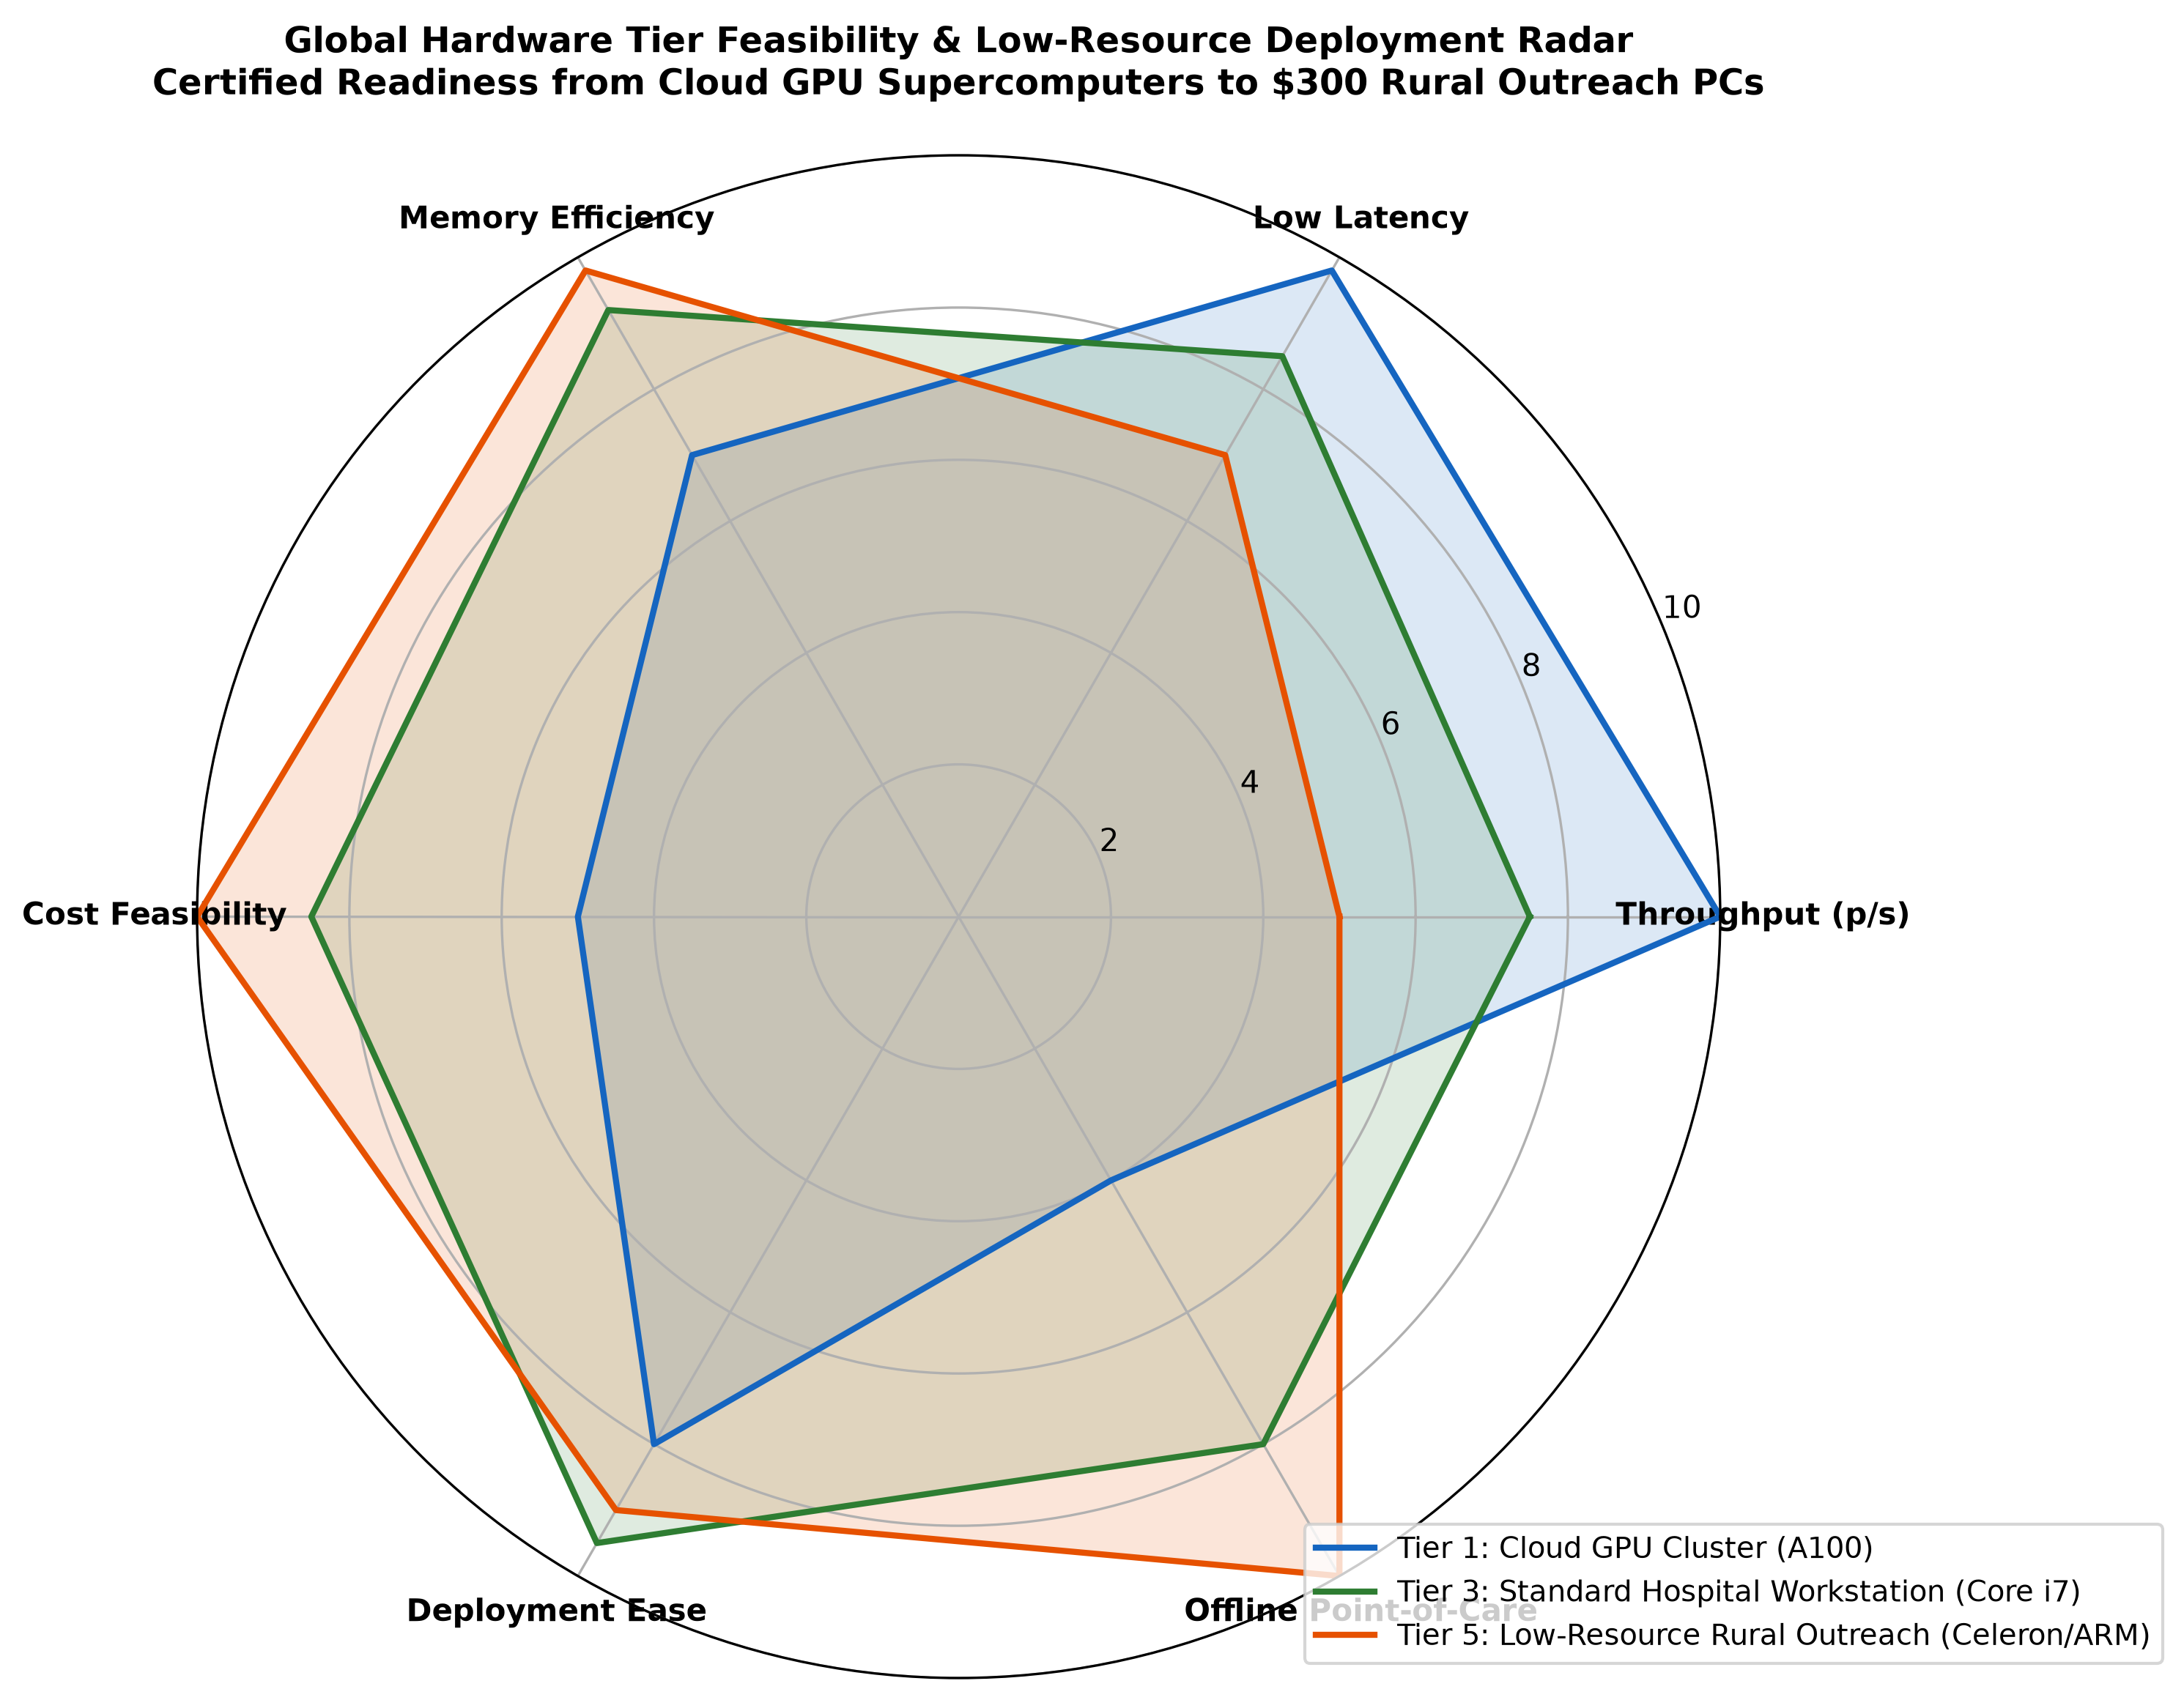 Global Hardware Tier Feasibility & Low-Resource Deployment Radar
Certified Readiness from Cloud GPU Supercomputers to $300 Rural Outreach PCs
Memory Efficiency
Low Latency
10
8
6
4
2
Cost Feasibility
Throughput (p/s)
Deployment Ease
Offline Point-of-Care
Tier 1: Cloud GPU Cluster (A100)
Tier 3: Standard Hospital Workstation (Core i7)
Tier 5: Low-Resource Rural Outreach (Celeron/ARM)